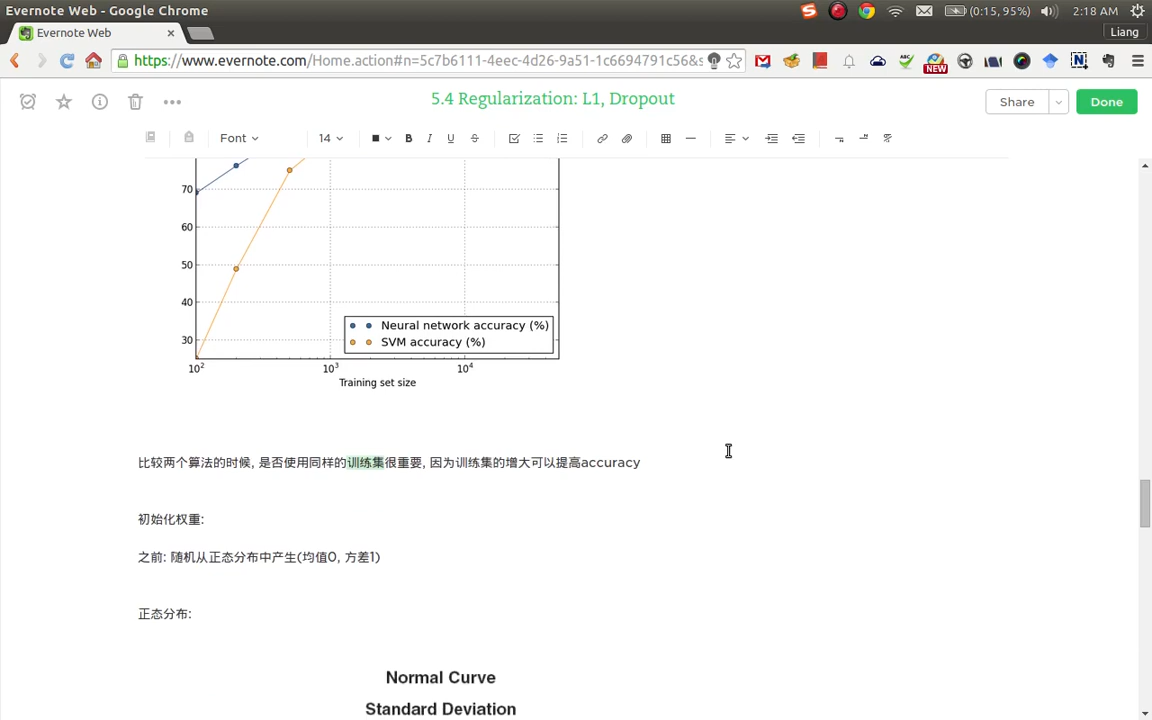 Evernote Web - Google Chrome
(0:15, 95%)
2:18 AM
Evernote Web
Liang
https://www.evernote.com/Home.action#n=5c7b6111-4eec-4d26-9a51-1c6694791c56&s
NEW
5.4 Regularization: L1, Dropout
Share
Done
Font
14
B I U
70
60
50
40
30
Neural network accuracy (%)
SVM accuracy (%)
10² 10³ 10⁴
Training set size
比较两个算法的时候, 是否使用同样的训练集很重要, 因为训练集的增大可以提高accuracy
初始化权重:
之前: 随机从正态分布中产生(均值0, 方差1)
正态分布:
Normal Curve
Standard Deviation